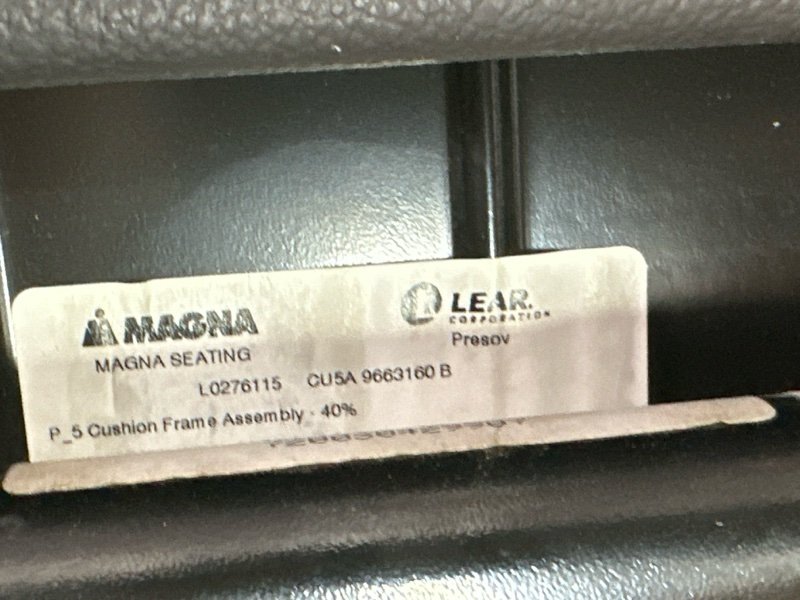 MAGNA
MAGNA SEATING
LEAR.
CORPORATION
Presov
L0276115 CU5A 9663160 B
P_5 Cushion Frame Assembly - 40%